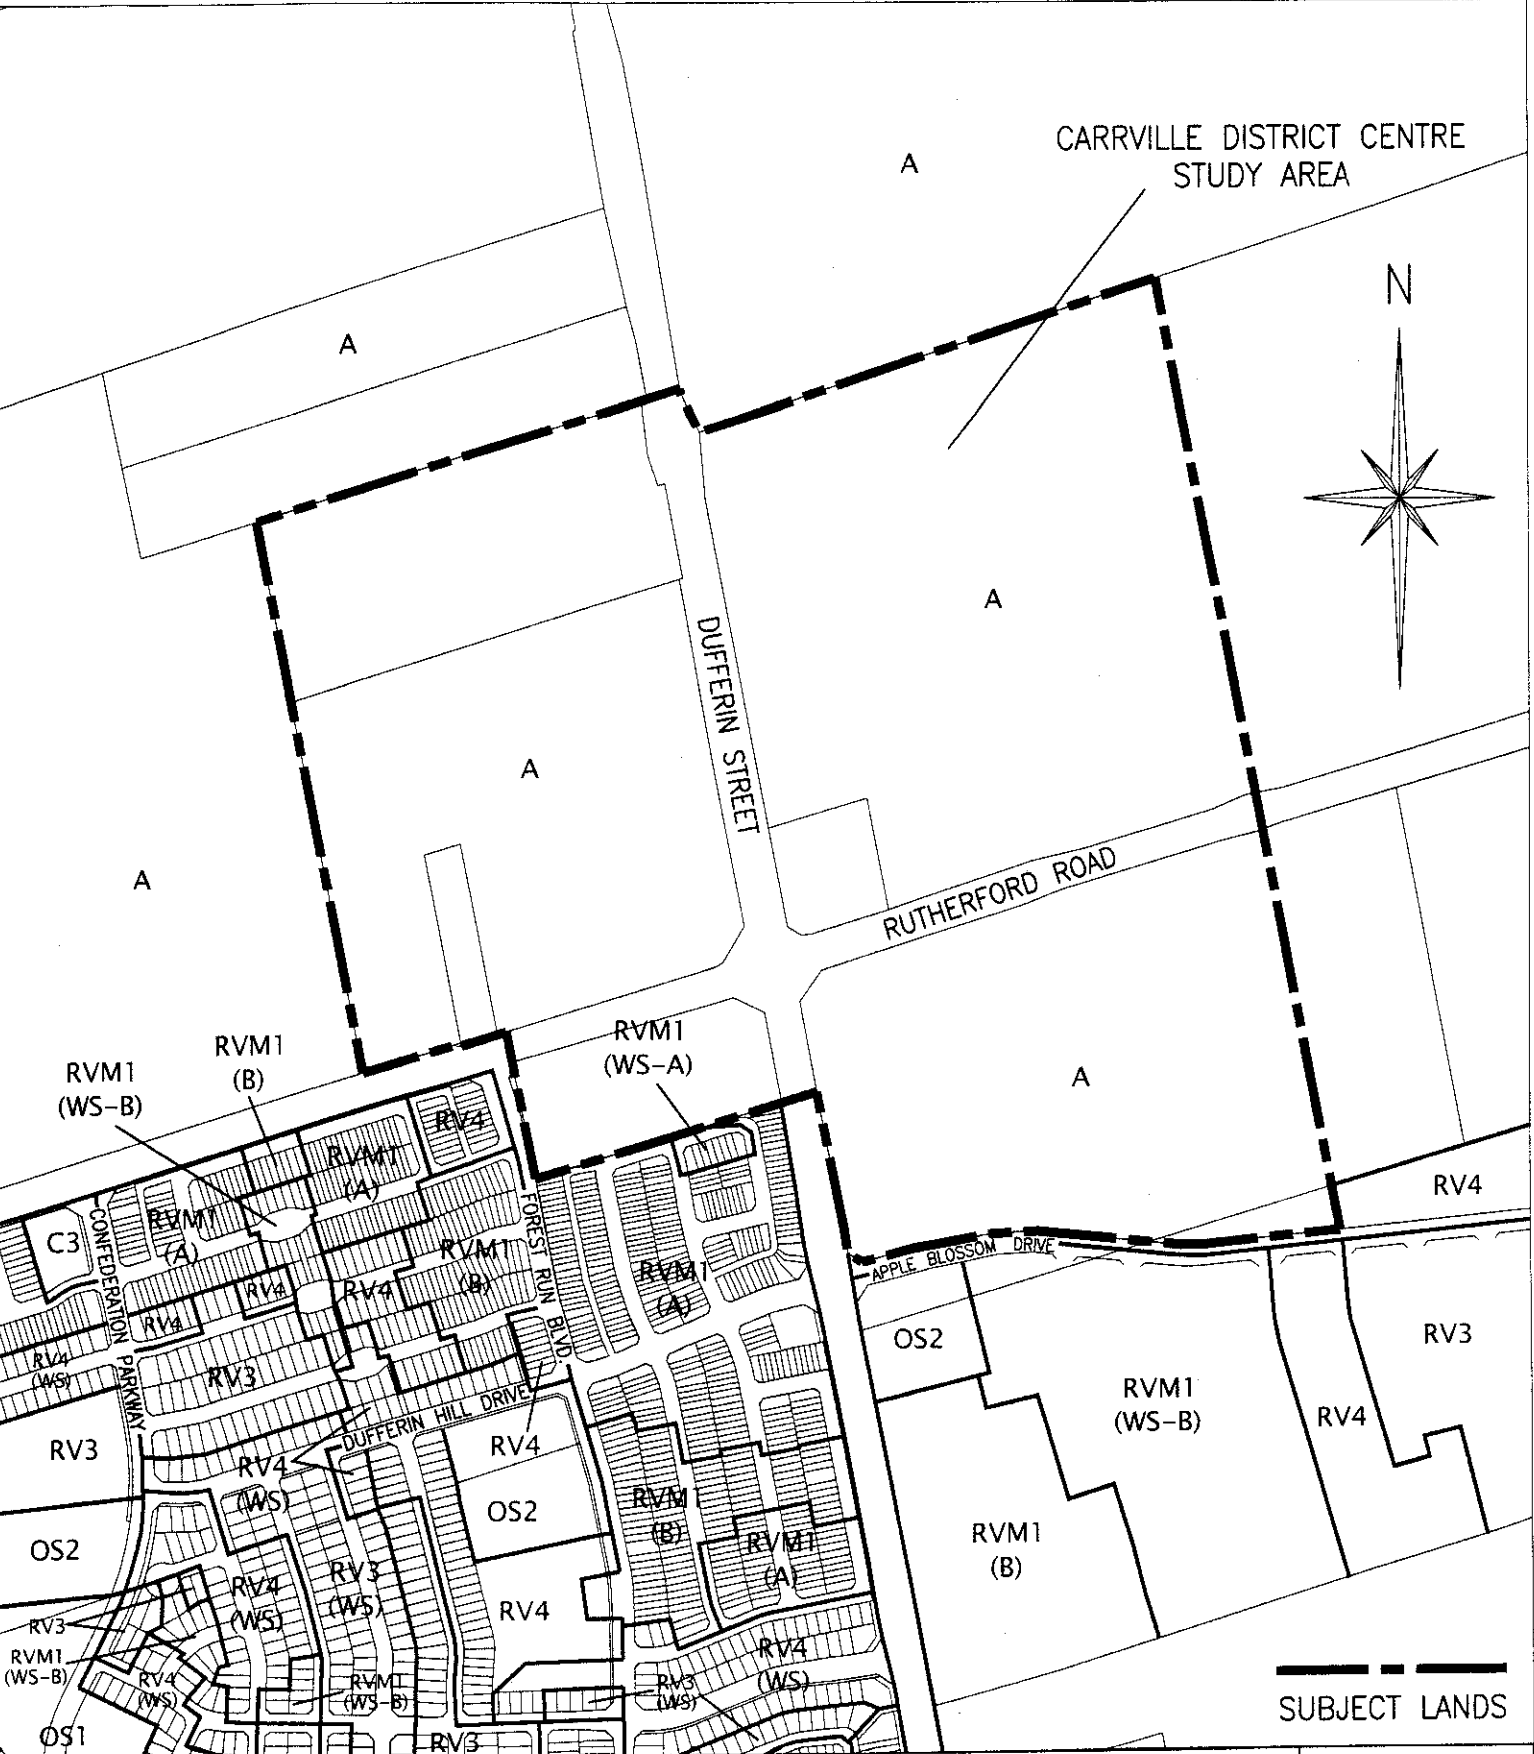 CARRVILLE DISTRICT CENTRE
STUDY AREA
A
N
A
A
DUFFERIN STREET
A
A
RUTHERFORD ROAD
A
RVM1
(WS-A)
RVM1
(B)
RVM1
(WS-B)
RV4
RVM1
(A)
RV4
RVM1
(A)
C3
CONFEDERATION PARKWAY
FOREST RUN BLVD.
RVM1
(B)
APPLE BLOSSOM DRIVE
RVM1
(A)
RV4
RV4
RV4
RV4
(WS)
RV3
OS2
RV3
RVM1
(WS-B)
RV4
DUFFERIN HILL DRIVE
RV4
RV3
RV4
(WS)
OS2
RVM1
(B)
RVM1
(A)
RVM1
(B)
OS2
RV3
(WS)
RV4
(WS)
RV4
RV3
RVM1
(WS-B)
RV4
(WS)
RVM1
(WS-B)
RV3
(WS)
RV4
(WS)
OS1
RV3
SUBJECT LANDS